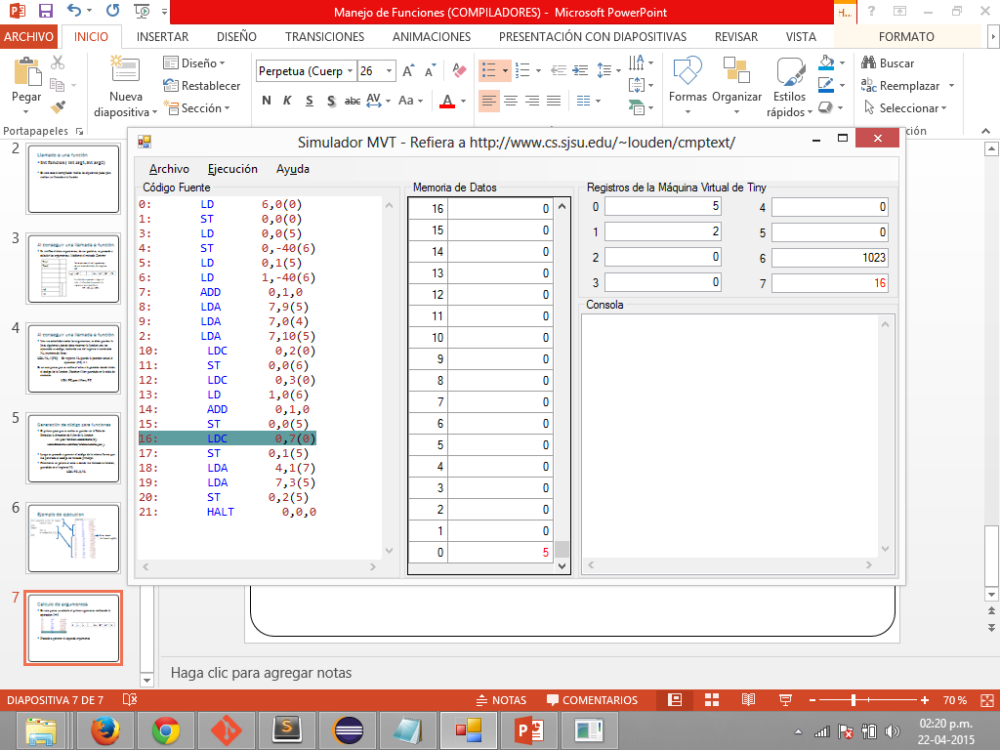 Manejo de Funciones (COMPILADORES) - Microsoft PowerPoint
H...
ARCHIVO INICIO INSERTAR DISEÑO TRANSICIONES ANIMACIONES PRESENTACIÓN CON DIAPOSITIVAS REVISAR VISTA FORMATO
Pegar
Portapapeles
Nueva diapositiva
Diseño
Restablecer
Sección
Perpetua (Cuerp 26
N K S S abc AV Aa A
Formas
Organizar
Estilos rápidos
Buscar
Reemplazar
Seleccionar
ción
2
Llamado a una función
3
Al conseguir una llamada a función
4
Al conseguir una llamada a función
5
Generación de código para funciones
6
Ejemplo de ejecución
7
Calculo de argumentos
Simulador MVT - Refiera a http://www.cs.sjsu.edu/~louden/cmptext/
Archivo Ejecución Ayuda
Código Fuente
0: LD 6,0(0)
1: ST 0,0(0)
3: LD 0,0(5)
4: ST 0,-40(6)
5: LD 0,1(5)
6: LD 1,-40(6)
7: ADD 0,1,0
8: LDA 7,9(5)
9: LDA 7,0(4)
2: LDA 7,10(5)
10: LDC 0,2(0)
11: ST 0,0(6)
12: LDC 0,3(0)
13: LD 1,0(6)
14: ADD 0,1,0
15: ST 0,0(5)
16: LDC 0,7(0)
17: ST 0,1(5)
18: LDA 4,1(7)
19: LDA 7,3(5)
20: ST 0,2(5)
21: HALT 0,0,0
Memoria de Datos
16 0
15 0
14 0
13 0
12 0
11 0
10 0
9 0
8 0
7 0
6 0
5 0
4 0
3 0
2 0
1 0
0 5
Registros de la Máquina Virtual de Tiny
0 5 4 0
1 2 5 0
2 0 6 1023
3 0 7 16
Consola
Haga clic para agregar notas
DIAPOSITIVA 7 DE 7 NOTAS COMENTARIOS 70 %
02:20 p.m.
22-04-2015